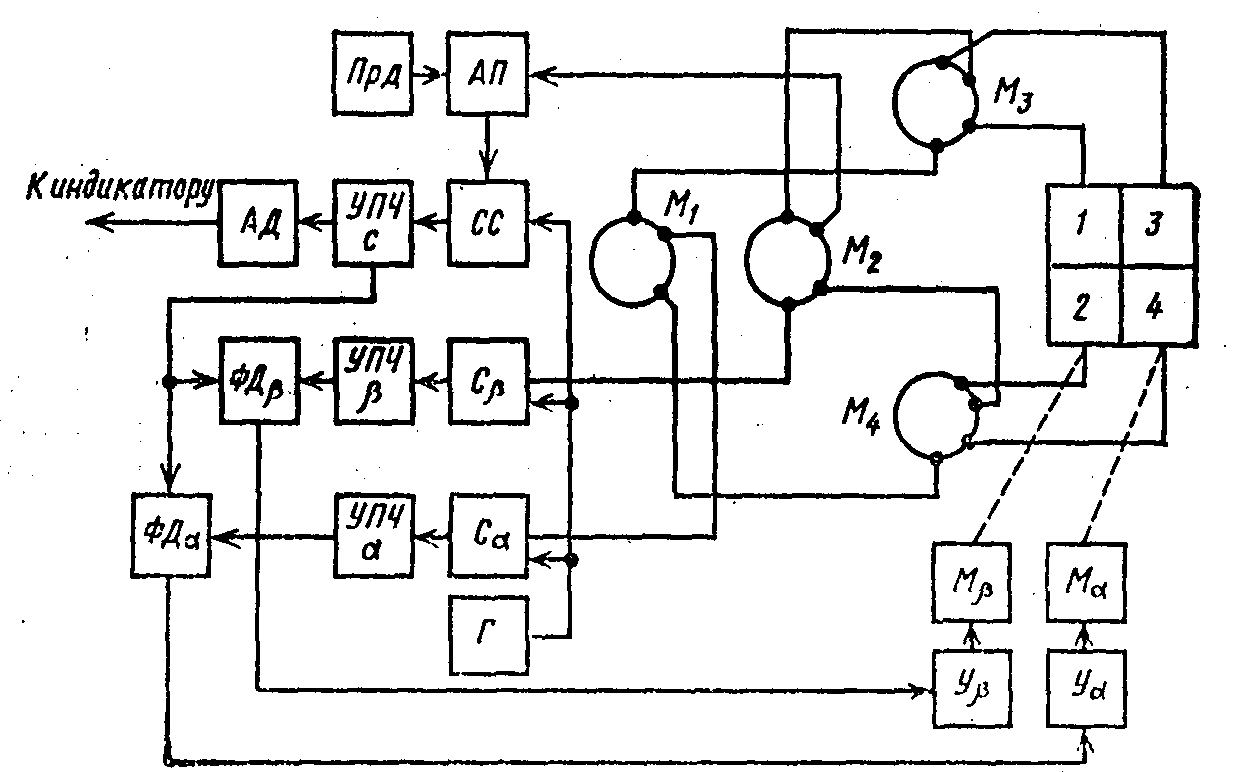 ПрД
АП
М3
К индикатору
АД
УПЧ
С
СС
М1
М2
1
3
2
4
ФДβ
УПЧ
β
Сβ
М4
ФДα
УПЧ
α
Сα
Мβ
Мα
Г
Уβ
Уα